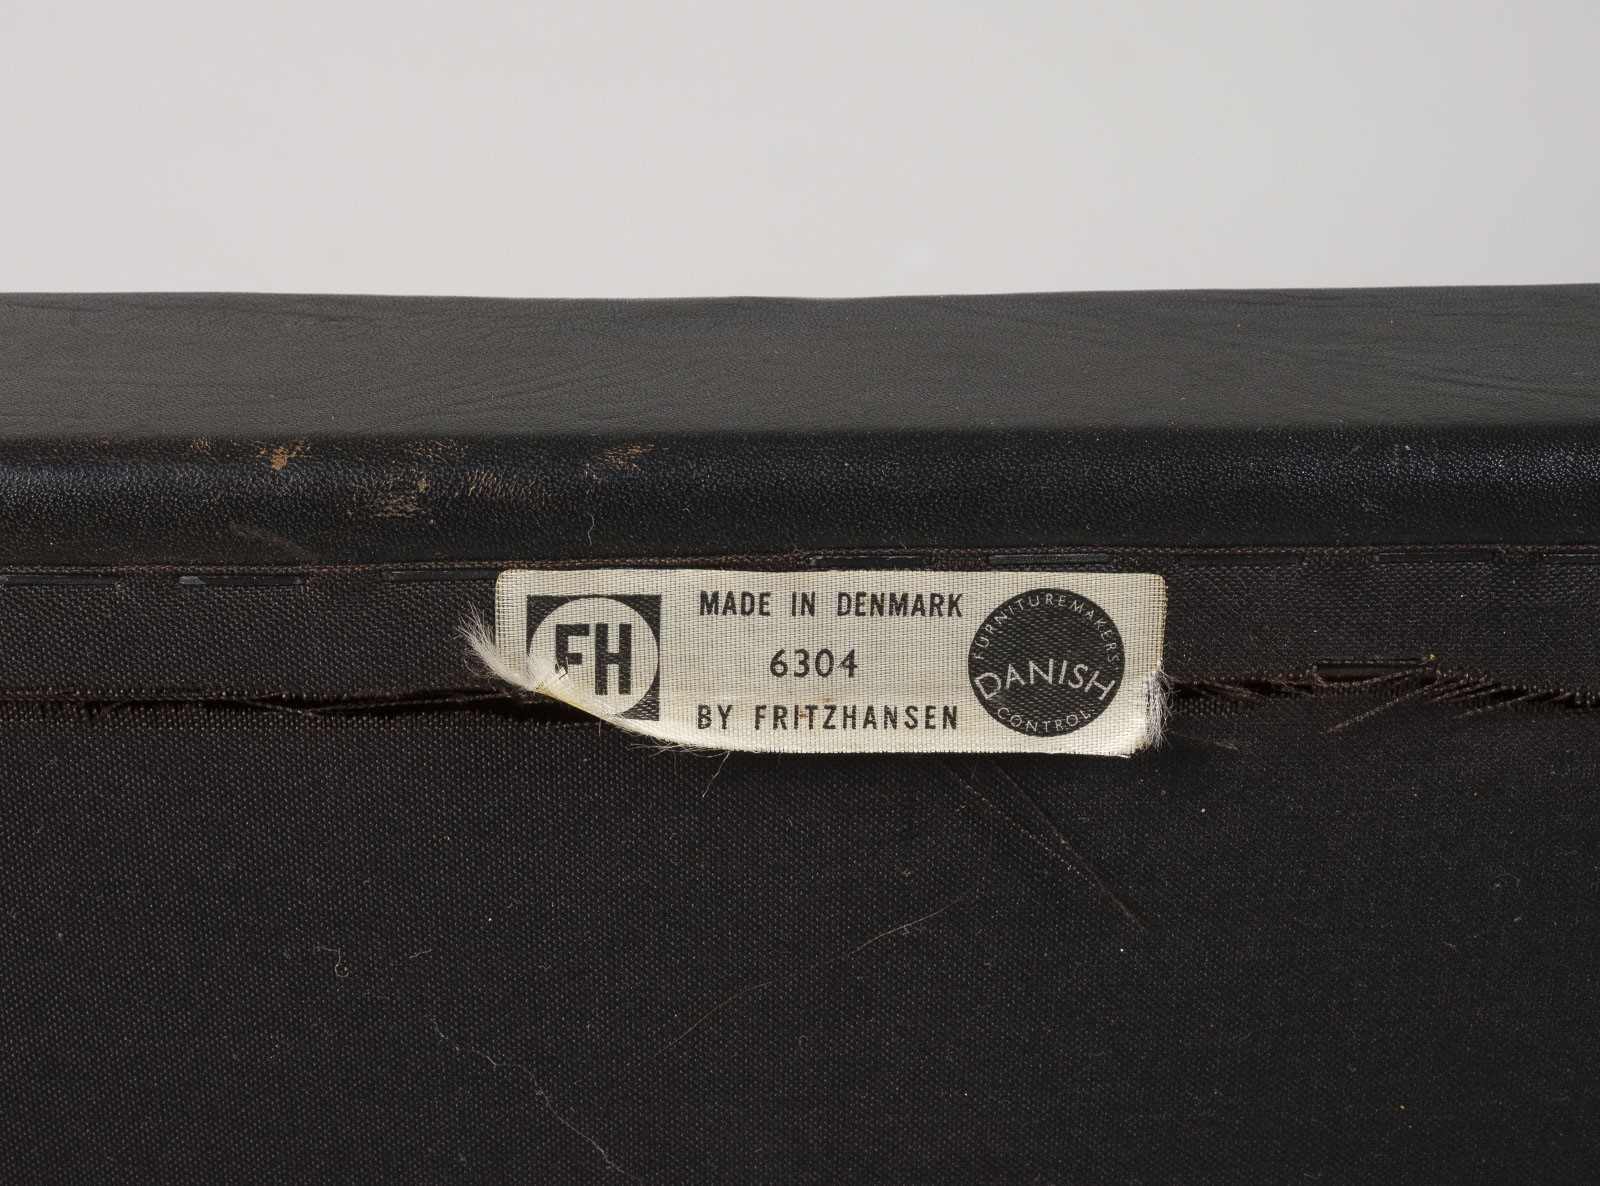 FH
MADE IN DENMARK
6304
BY FRITZHANSEN
FURNITUREMAKERS
DANISH
CONTROL